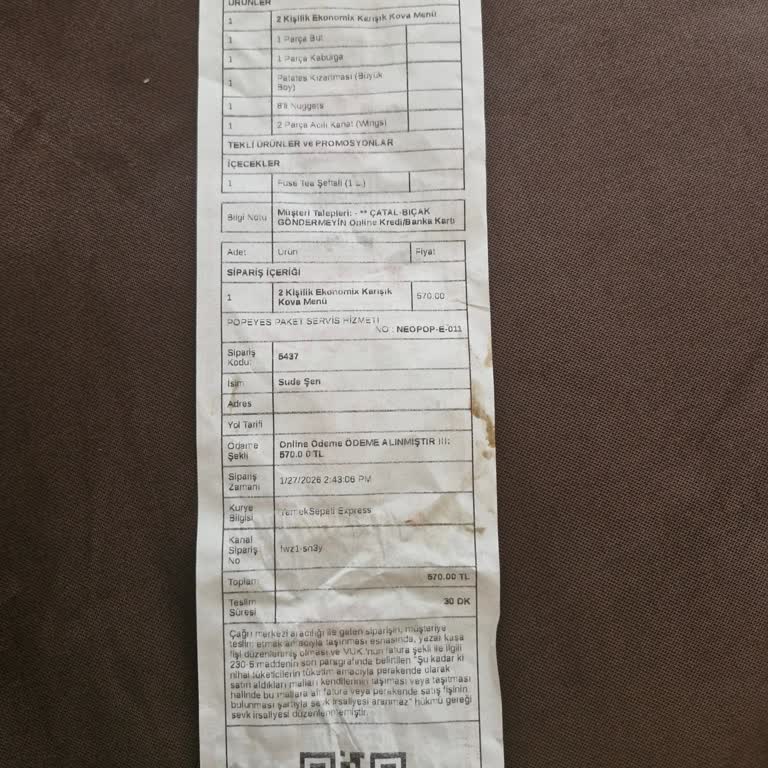 ÜRÜNLER
1 2 Kişilik Ekonomix Karışık Kova Menü
1 1 Parça But
1 1 Parça Kaburga
1 Patates Kızartması (Büyük
Boy)
1 8'li Nuggets
1 2 Parça Acılı Kanat (Wings)
TEKLİ ÜRÜNLER ve PROMOSYONLAR
İÇECEKLER
1 Fuse Tea Şeftali (1 L.)
Bilgi Notu Müşteri Talepleri: - ** ÇATAL-BIÇAK
GÖNDERMEYİN Online Kredi/Banka Kartı
Adet Ürün Fiyat
SİPARİŞ İÇERİĞİ
1 2 Kişilik Ekonomix Karışık
Kova Menü 570.00
POPEYES PAKET SERVİS HİZMETİ
NO : NEOPOP-E-011
Sipariş
Kodu: 5437
İsim Sude Şen
Adres
Yol Tarifi
Ödeme
Şekli Online Ödeme ÖDEME ALINMIŞTIR !!!:
570.0 0 TL
Sipariş
Zamanı 1/27/2026 2:43:06 PM
Kurye
Bilgisi YemekSepeti Express
Kanal
Sipariş
No fwz1-sn3y
Toplam 570.00 TL
Teslim
Süresi 30 DK
Çağrı merkezi aracılığı ile gelen siparişin, müşteriye
teslim etmek amacıyla taşınması esnasında, yazar kasa
fişi düzenlenmiş olması ve VUK 'nun fatura şekli ile ilgili
230-5 maddenin son paragrafında belirtilen "Şu kadar ki
nihai tüketicilerin tüketim amacıyla perakende olarak
satın aldıkları malları kendilerinin taşıması veya taşıtması
halinde bu mallara ait fatura veya perakende satış fişinin
bulunması şartıyla sevk irsaliyesi aranmaz" hükmü gereği
sevk irsaliyesi düzenlenmemiştir.